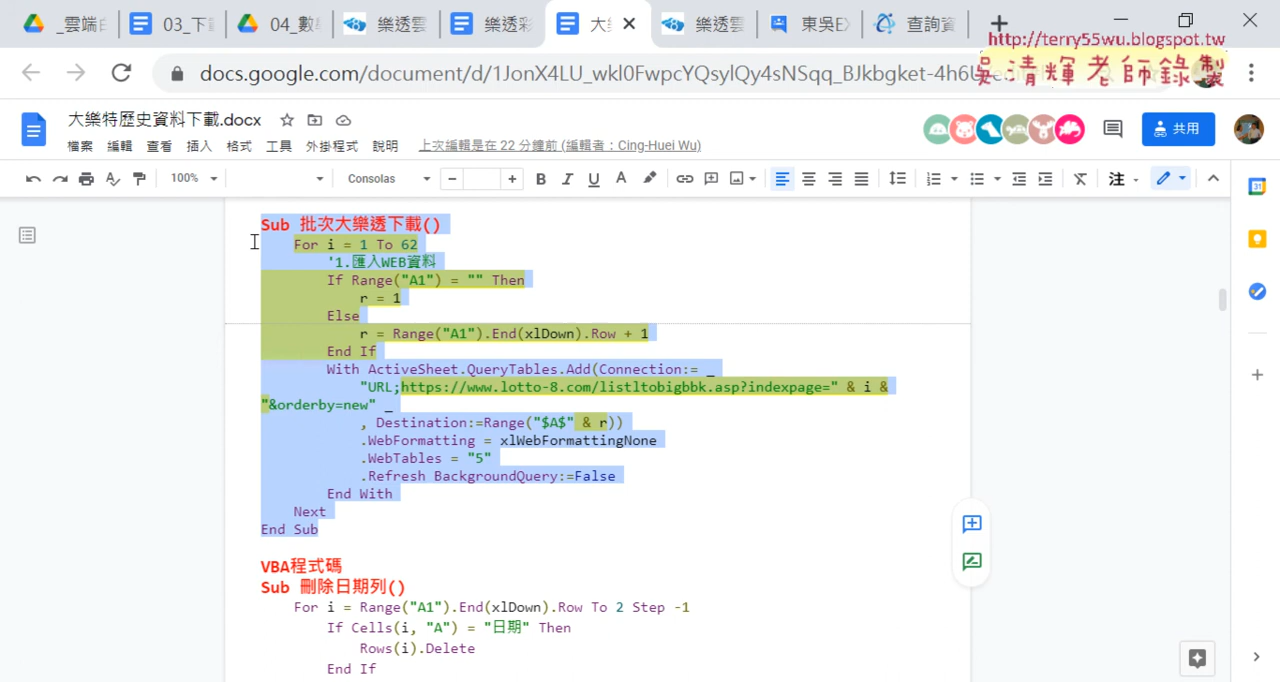 _雲端白
03_下載
04_數
樂透雲
樂透彩
大
樂透雲
東吳EX
查詢資
http://terry55wu.blogspot.tw
吳清輝老師錄製
docs.google.com/document/d/1JonX4LU_wkl0FwpcYQsylQy4sNSqq_BJkbgket-4h6U/e
大樂特歷史資料下載.docx
檔案 編輯 查看 插入 格式 工具 外掛程式 說明 上次編輯是在 22 分鐘前 (編輯者：Cing-Huei Wu)
共用
100% Consolas
Sub 批次大樂透下載()
For i = 1 To 62
'1.匯入WEB資料
If Range("A1") = "" Then
r = 1
Else
r = Range("A1").End(xlDown).Row + 1
End If
With ActiveSheet.QueryTables.Add(Connection:= _
"URL;https://www.lotto-8.com/listltobigbbk.asp?indexpage=" & i &
"&orderby=new" _
, Destination:=Range("$A$" & r))
.WebFormatting = xlWebFormattingNone
.WebTables = "5"
.Refresh BackgroundQuery:=False
End With
Next
End Sub
VBA程式碼
Sub 刪除日期列()
For i = Range("A1").End(xlDown).Row To 2 Step -1
If Cells(i, "A") = "日期" Then
Rows(i).Delete
End If